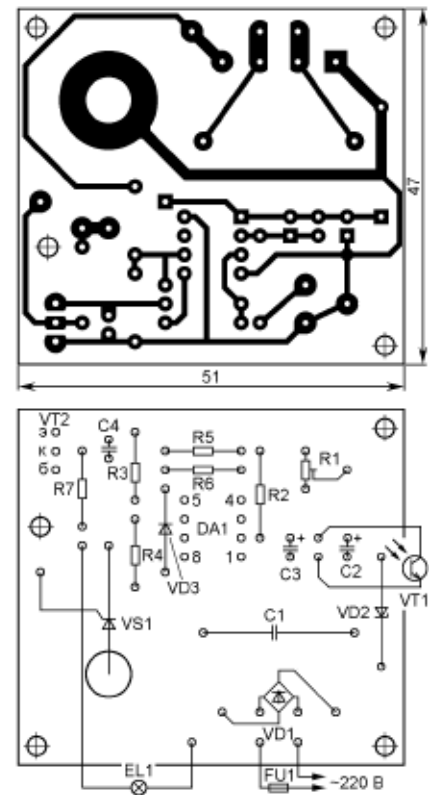 47
51
VT2
э
к
б
C4
R5
R3
R6
R1
R7
R2
5
4
DA1
8
1
R4
VD3
C3
+
C2
+
VT1
VS1
VD2
C1
VD1
EL1
FU1
~220 В